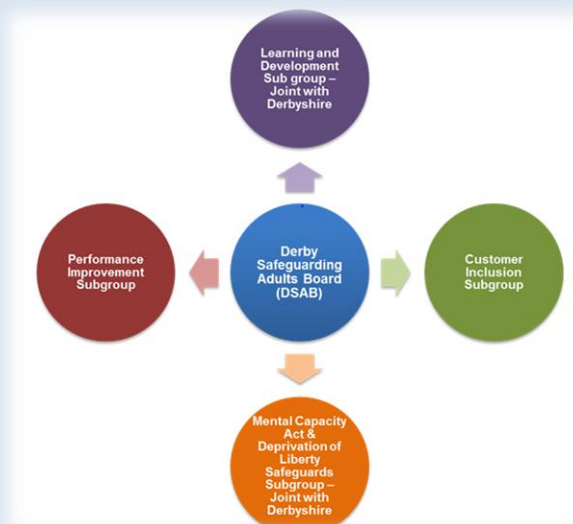 Learning and
Development
Sub group –
Joint with
Derbyshire
Performance
Improvement
Subgroup
Derby
Safeguarding
Adults Board
(DSAB)
Customer
Inclusion
Subgroup
Mental Capacity
Act &
Deprivation of
Liberty
Safeguards
Subgroup –
Joint with
Derbyshire